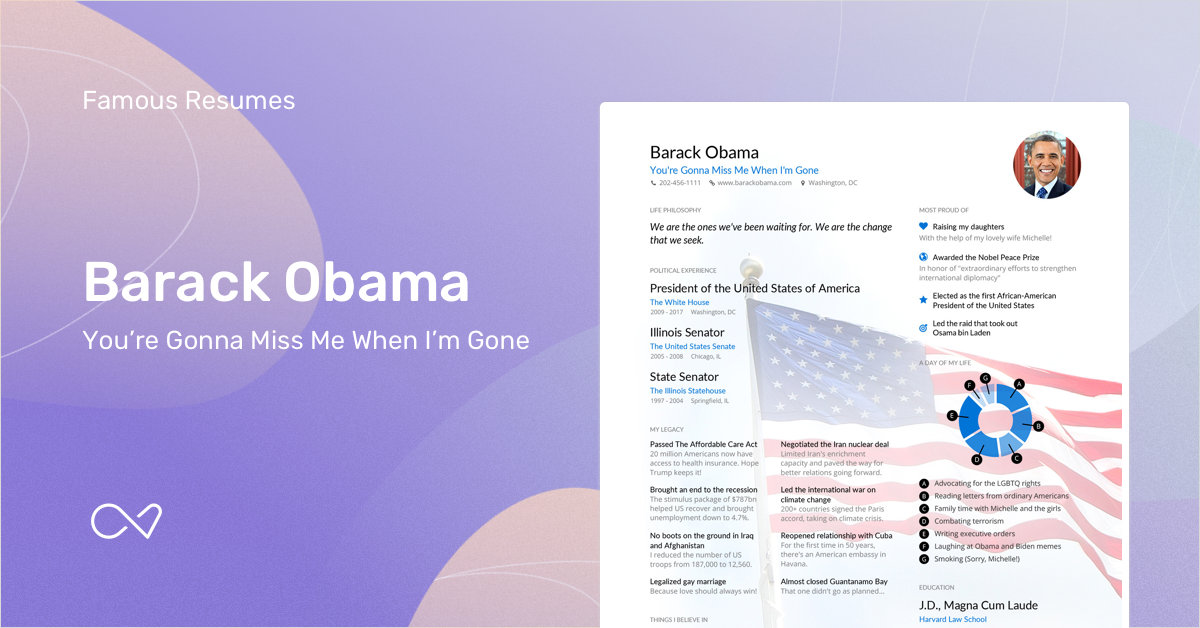 Famous Resumes
Barack Obama
You're Gonna Miss Me When I'm Gone
Barack Obama
You're Gonna Miss Me When I'm Gone
202-456-1111 www.barackobama.com Washington, DC
LIFE PHILOSOPHY
We are the ones we've been waiting for. We are the change
that we seek.
POLITICAL EXPERIENCE
President of the United States of America
The White House
2009 - 2017 Washington, DC
Illinois Senator
The United States Senate
2005 - 2008 Chicago, IL
State Senator
The Illinois Statehouse
1997 - 2004 Springfield, IL
MY LEGACY
Passed The Affordable Care Act
20 million Americans now have
access to health insurance. Hope
Trump keeps it!
Brought an end to the recession
The stimulus package of $787bn
helped US recover and brought
unemployment down to 4.7%.
No boots on the ground in Iraq
and Afghanistan
I reduced the number of US
troops from 187,000 to 12,560.
Legalized gay marriage
Because love should always win!
Negotiated the Iran nuclear deal
Limited Iran's enrichment
capacity and paved the way for
better relations going forward.
Led the international war on
climate change
200+ countries signed the Paris
accord, taking on climate crisis.
Reopened relationship with Cuba
For the first time in 50 years,
there's an American embassy in
Havana.
Almost closed Guantanamo Bay
That one didn't go as planned...
THINGS I BELIEVE IN
MOST PROUD OF
Raising my daughters
With the help of my lovely wife Michelle!
Awarded the Nobel Peace Prize
In honor of "extraordinary efforts to strengthen
international diplomacy"
Elected as the first African-American
President of the United States
Led the raid that took out
Osama bin Laden
A DAY OF MY LIFE
G
F
A
E
B
D
C
A Advocating for the LGBTQ rights
B Reading letters from ordinary Americans
C Family time with Michelle and the girls
D Combating terrorism
E Writing executive orders
F Laughing at Obama and Biden memes
G Smoking (Sorry, Michelle!)
EDUCATION
J.D., Magna Cum Laude
Harvard Law School